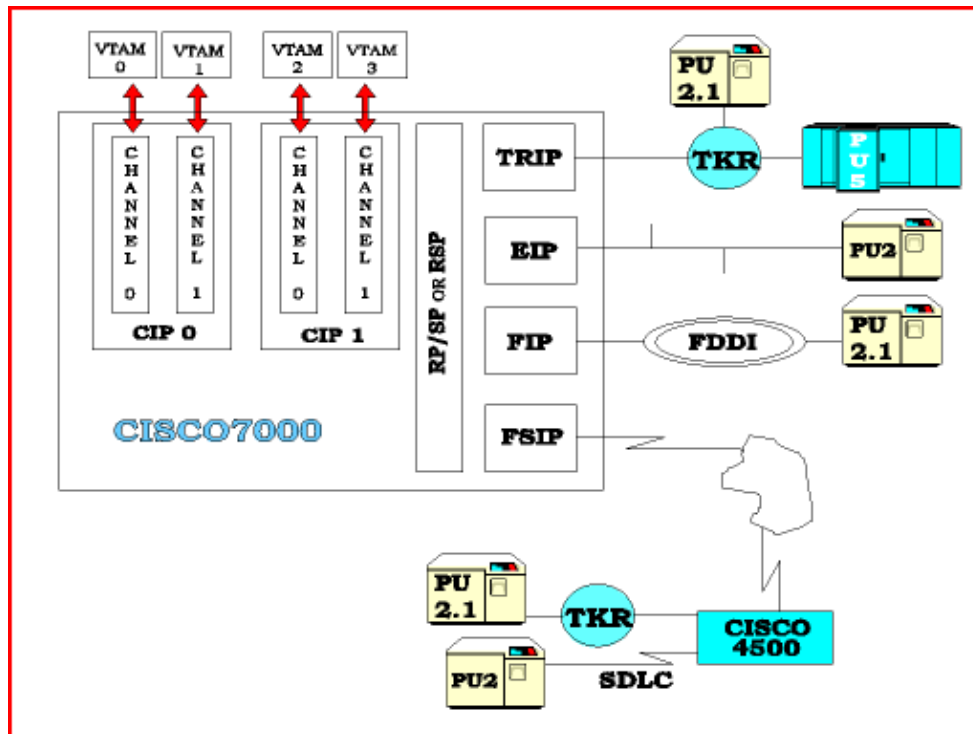 VTAM
0
VTAM
1
VTAM
2
VTAM
3
CHANNEL 0
CHANNEL 1
CIP 0
CHANNEL 0
CHANNEL 1
CIP 1
RP/SP OR RSP
CISCO7000
TRIP
EIP
FIP
FSIP
PU
2.1
TKR
PU5
PU2
FDDI
PU
2.1
PU
2.1
TKR
CISCO
4500
PU2
SDLC